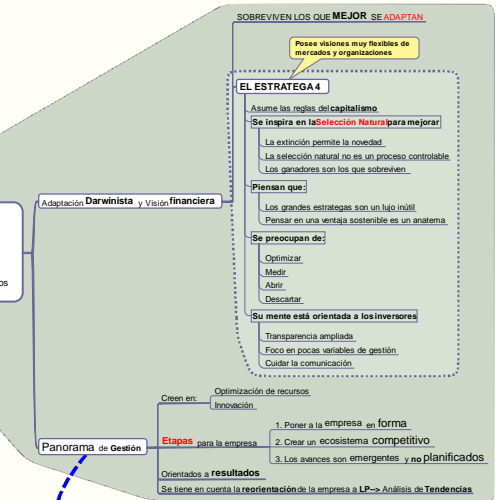 SOBREVIVEN LOS QUE MEJOR SE ADAPTAN
Posee visiones muy flexibles de
mercados y organizaciones
EL ESTRATEGA 4
Asume las reglas del capitalismo
Se inspira en la Selección Natural para mejorar
La extinción permite la novedad
La selección natural no es un proceso controlable
Los ganadores son los que sobreviven
Adaptación Darwinista y Visión financiera
Piensan que:
Los grandes estrategas son un lujo inútil
Pensar en una ventaja sostenible es un anatema
Se preocupan de:
Optimizar
Medir
Abrir
Descartar
os
Su mente está orientada a los inversores
Transparencia ampliada
Foco en pocas variables de gestión
Cuidar la comunicación
Panorama de Gestión
Creen en:
Optimización de recursos
Innovación
Etapas para la empresa
1. Poner a la empresa en forma
2. Crear un ecosistema competitivo
3. Los avances son emergentes y no planificados
Orientados a resultados
Se tiene en cuenta la reorientación de la empresa a LP--> Análisis de Tendencias